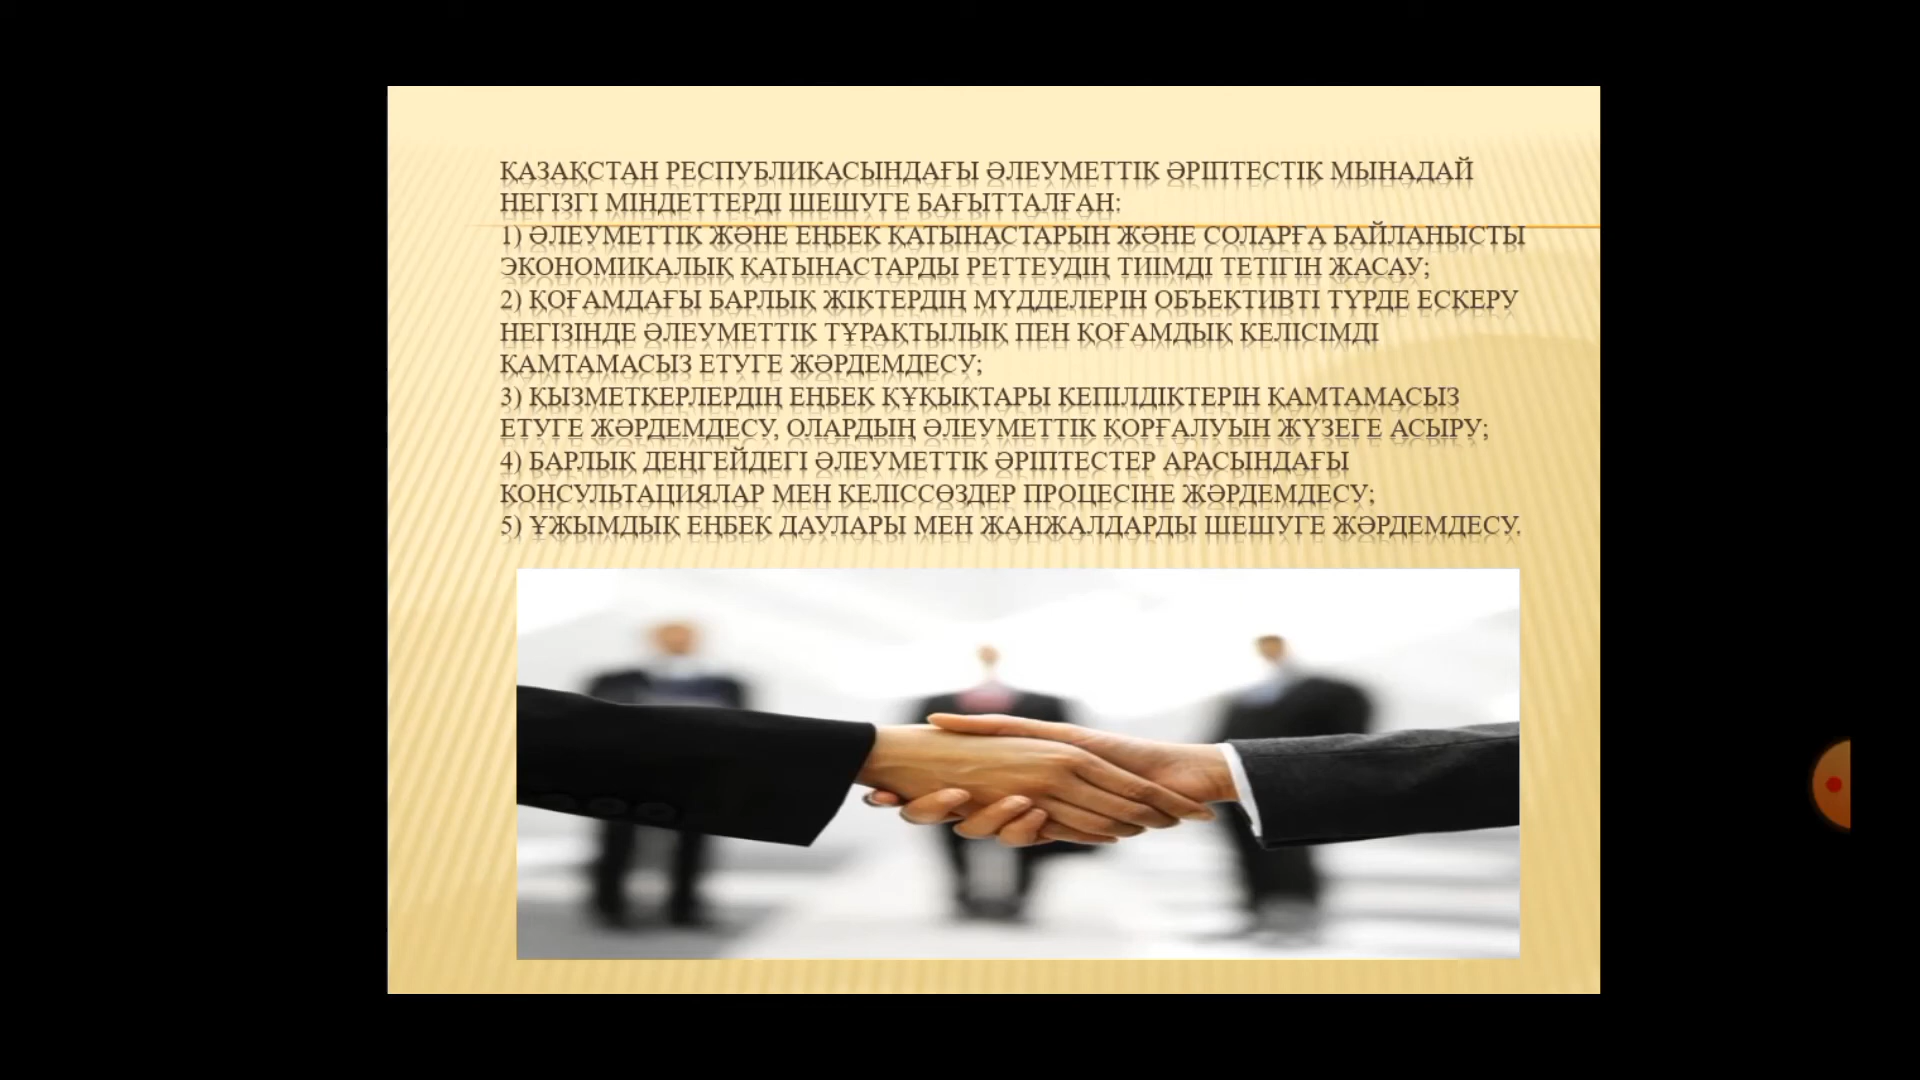 ҚАЗАҚСТАН РЕСПУБЛИКАСЫНДАҒЫ ӘЛЕУМЕТТІК ӘРІПТЕСТІК МЫНАДАЙ
НЕГІЗГІ МІНДЕТТЕРДІ ШЕШУГЕ БАҒЫТТАЛҒАН:
1) ӘЛЕУМЕТТІК ЖӘНЕ ЕҢБЕК ҚАТЫНАСТАРЫН ЖӘНЕ СОЛАРҒА БАЙЛАНЫСТЫ
ЭКОНОМИКАЛЫҚ ҚАТЫНАСТАРДЫ РЕТТЕУДІҢ ТИІМДІ ТЕТІГІН ЖАСАУ;
2) ҚОҒАМДАҒЫ БАРЛЫҚ ЖІКТЕРДІҢ МҮДДЕЛЕРІН ОБЪЕКТИВТІ ТҮРДЕ ЕСКЕРУ
НЕГІЗІНДЕ ӘЛЕУМЕТТІК ТҰРАҚТЫЛЫҚ ПЕН ҚОҒАМДЫҚ КЕЛІСІМДІ
ҚАМТАМАСЫЗ ЕТУГЕ ЖӘРДЕМДЕСУ;
3) ҚЫЗМЕТКЕРЛЕРДІҢ ЕҢБЕК ҚҰҚЫҚТАРЫ КЕПІЛДІКТЕРІН ҚАМТАМАСЫЗ
ЕТУГЕ ЖӘРДЕМДЕСУ, ОЛАРДЫҢ ӘЛЕУМЕТТІК ҚОРҒАЛУЫН ЖҮЗЕГЕ АСЫРУ;
4) БАРЛЫҚ ДЕҢГЕЙДЕГІ ӘЛЕУМЕТТІК ӘРІПТЕСТЕР АРАСЫНДАҒЫ
КОНСУЛЬТАЦИЯЛАР МЕН КЕЛІССӨЗДЕР ПРОЦЕСІНЕ ЖӘРДЕМДЕСУ;
5) ҰЖЫМДЫҚ ЕҢБЕК ДАУЛАРЫ МЕН ЖАНЖАЛДАРДЫ ШЕШУГЕ ЖӘРДЕМДЕСУ.